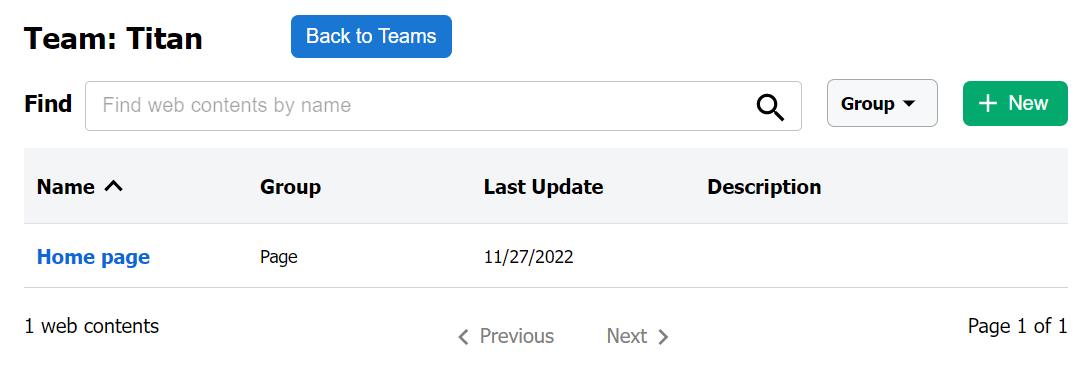 Team: Titan Back to Teams
Find Find web contents by name Group + New
Name Group Last Update Description
Home page Page 11/27/2022
1 web contents Previous Next Page 1 of 1